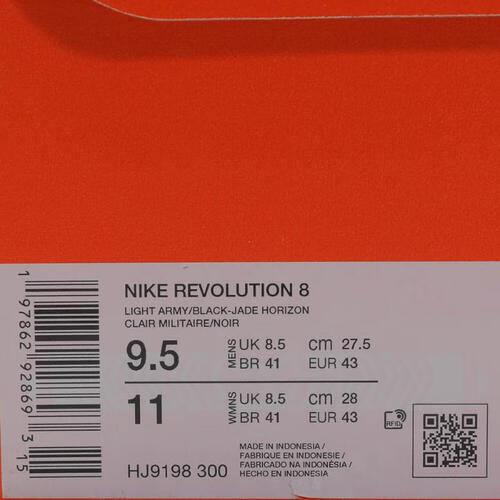 NIKE REVOLUTION 8
LIGHT ARMY/BLACK-JADE HORIZON
CLAIR MILITAIRE/NOIR
9.5 MENS UK 8.5 cm 27.5
BR 41 EUR 43
11 WMNS UK 8.5 cm 28
BR 41 EUR 43
RFID
MADE IN INDONESIA /
FABRIQUE EN INDONESIE /
FABRICADO NA INDONÉSIA /
HECHO EN INDONESIA
HJ9198 300
1 97862 92869 3 15